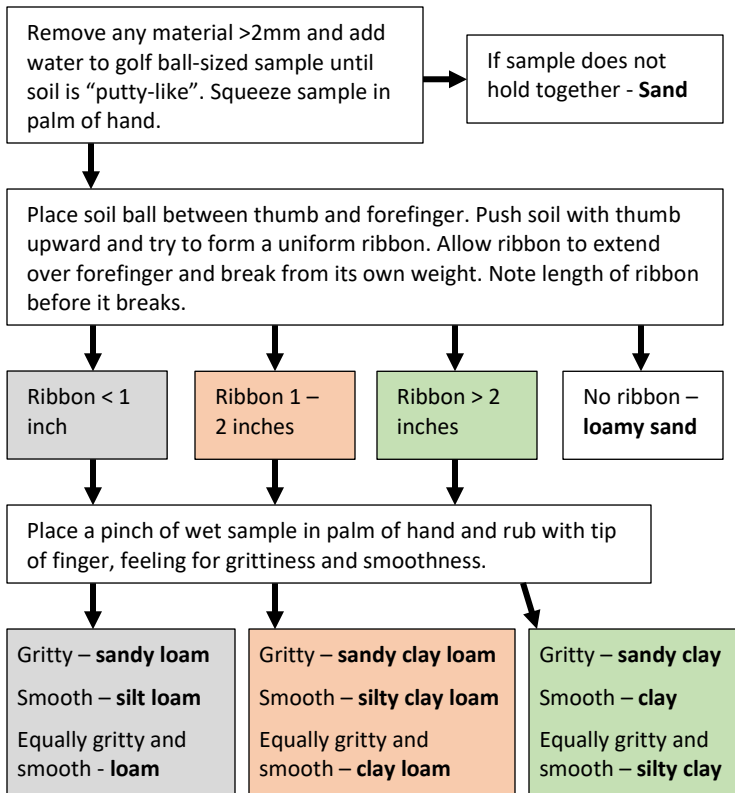 Remove any material >2mm and add
water to golf ball-sized sample until
soil is “putty-like”. Squeeze sample in
palm of hand.
If sample does not
hold together - Sand
Place soil ball between thumb and forefinger. Push soil with thumb
upward and try to form a uniform ribbon. Allow ribbon to extend
over forefinger and break from its own weight. Note length of ribbon
before it breaks.
Ribbon < 1
inch
Ribbon 1 –
2 inches
Ribbon > 2
inches
No ribbon –
loamy sand
Place a pinch of wet sample in palm of hand and rub with tip
of finger, feeling for grittiness and smoothness.
Gritty – sandy loam
Smooth – silt loam
Equally gritty and
smooth - loam
Gritty – sandy clay loam
Smooth – silty clay loam
Equally gritty and
smooth – clay loam
Gritty – sandy clay
Smooth – clay
Equally gritty and
smooth – silty clay